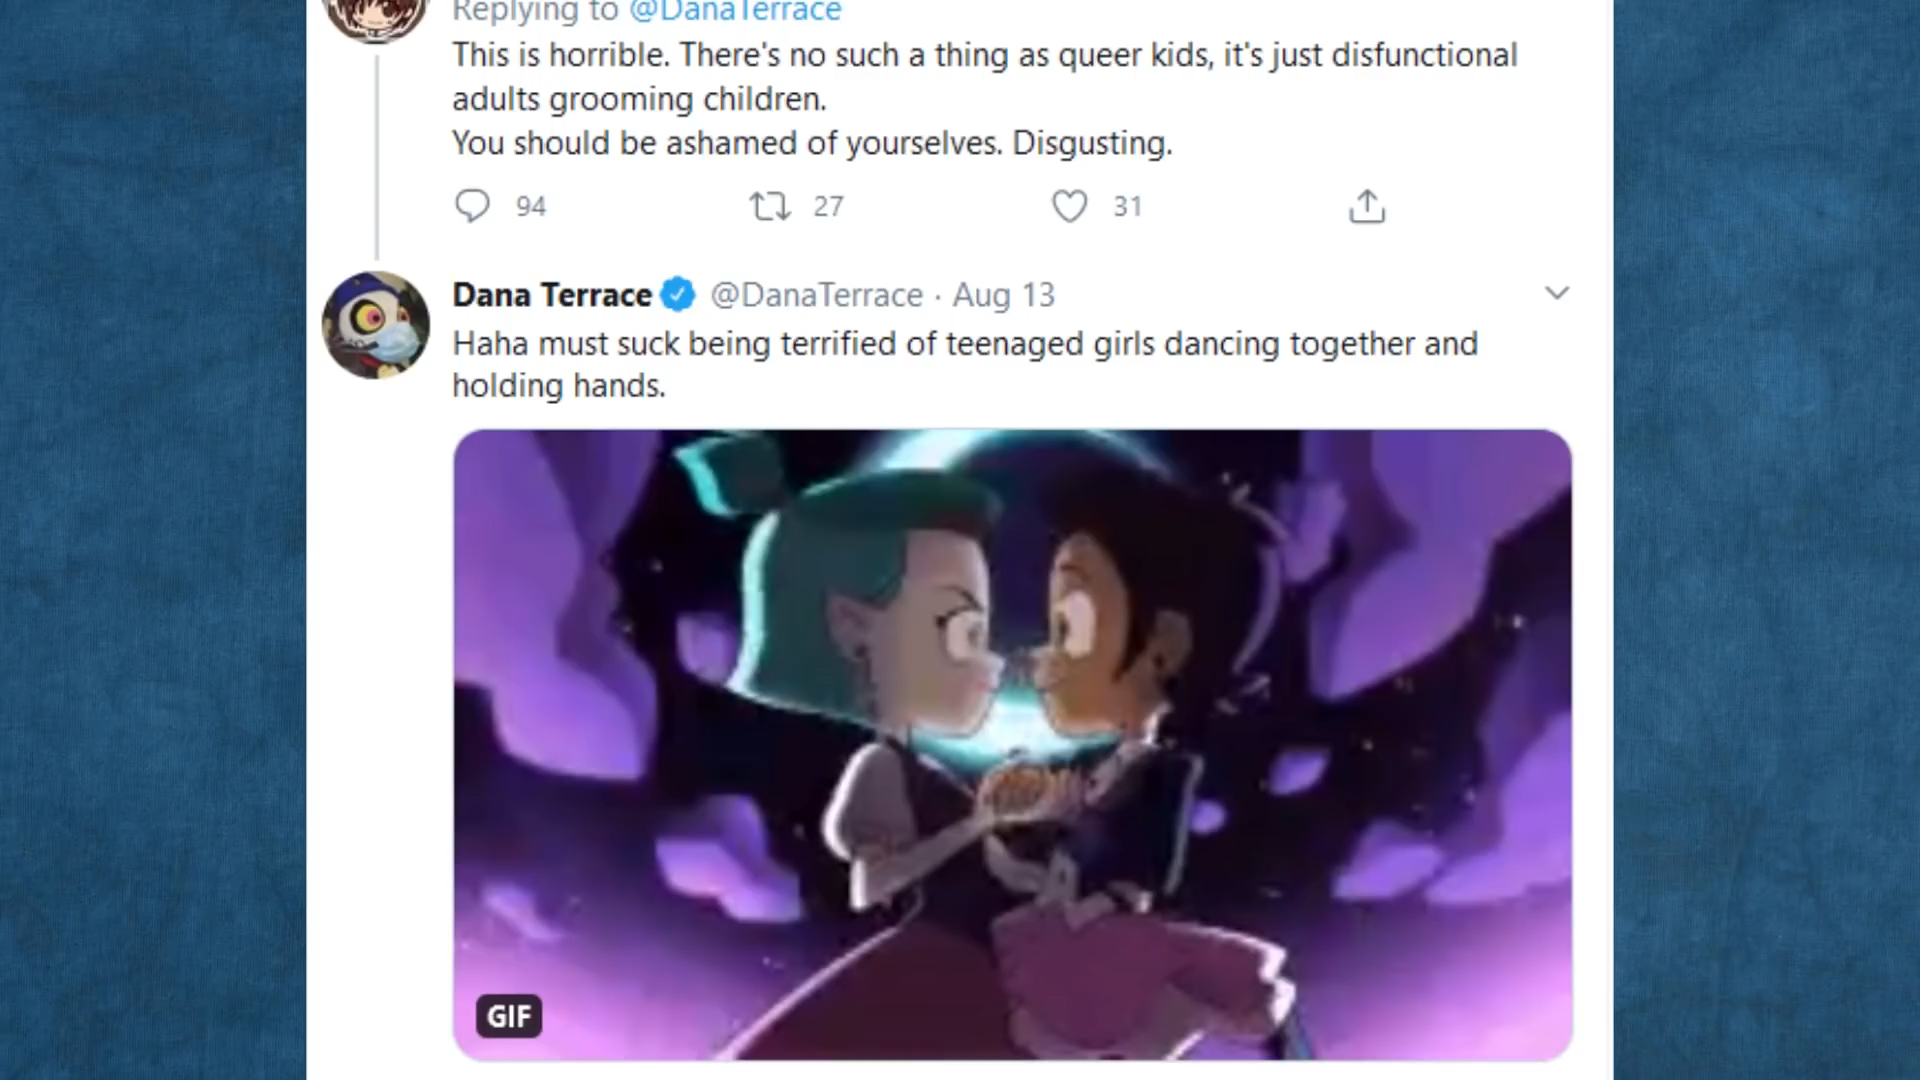 Replying to @DanaTerrace
This is horrible. There's no such a thing as queer kids, it's just disfunctional
adults grooming children.
You should be ashamed of yourselves. Disgusting.
94 27 31
Dana Terrace @DanaTerrace · Aug 13
Haha must suck being terrified of teenaged girls dancing together and
holding hands.
GIF